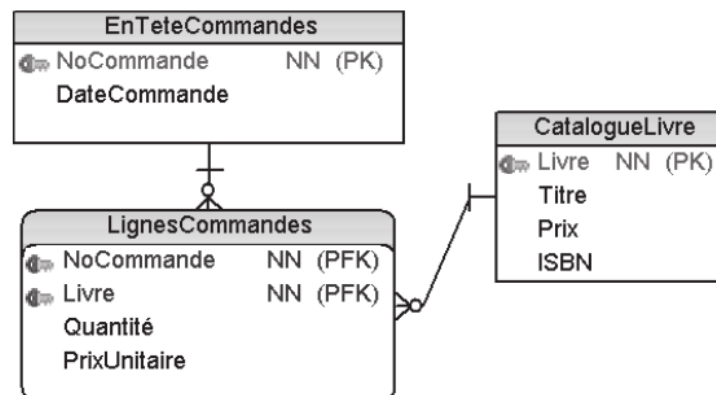 EnTeteCommandes
NoCommande NN (PK)
DateCommande
CatalogueLivre
Livre NN (PK)
Titre
Prix
ISBN
LignesCommandes
NoCommande NN (PFK)
Livre NN (PFK)
Quantité
PrixUnitaire